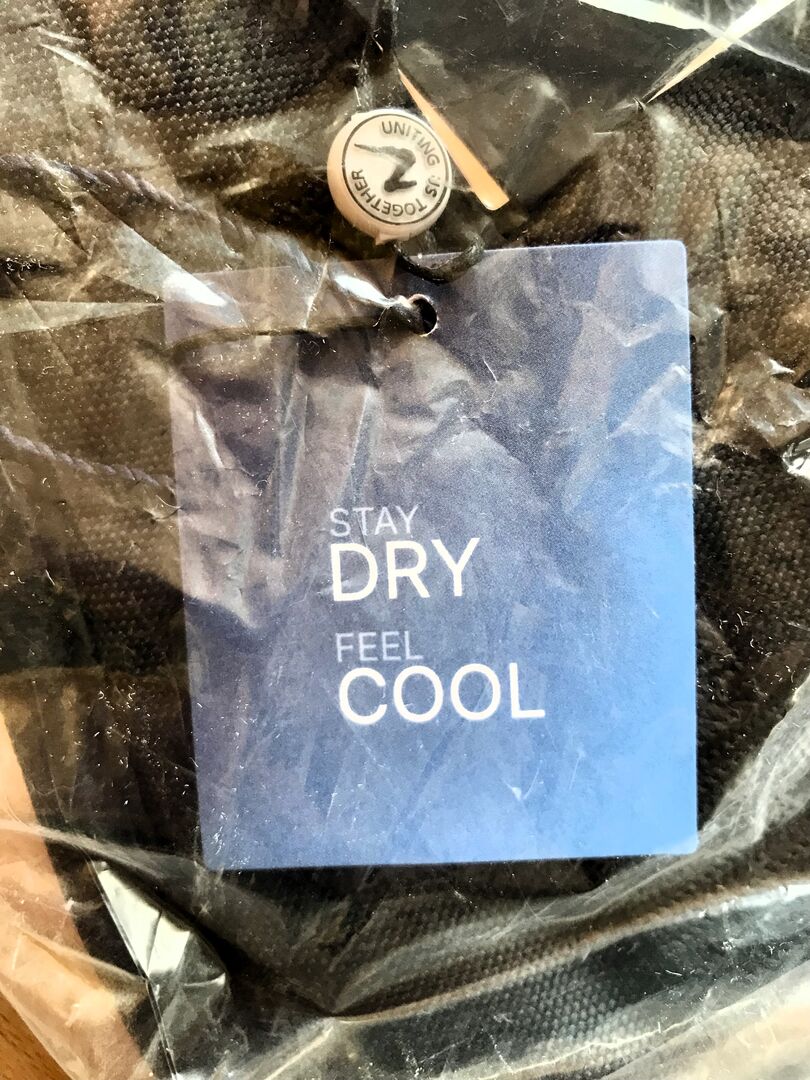 UNITING US TOGETHER
STAY
DRY
FEEL
COOL